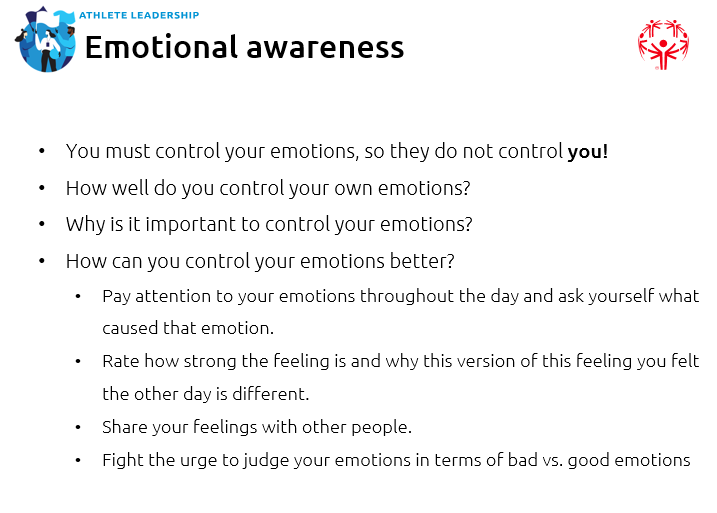 ATHLETE LEADERSHIP
Emotional awareness
• You must control your emotions, so they do not control you!
• How well do you control your own emotions?
• Why is it important to control your emotions?
• How can you control your emotions better?
• Pay attention to your emotions throughout the day and ask yourself what
caused that emotion.
• Rate how strong the feeling is and why this version of this feeling you felt
the other day is different.
• Share your feelings with other people.
• Fight the urge to judge your emotions in terms of bad vs. good emotions